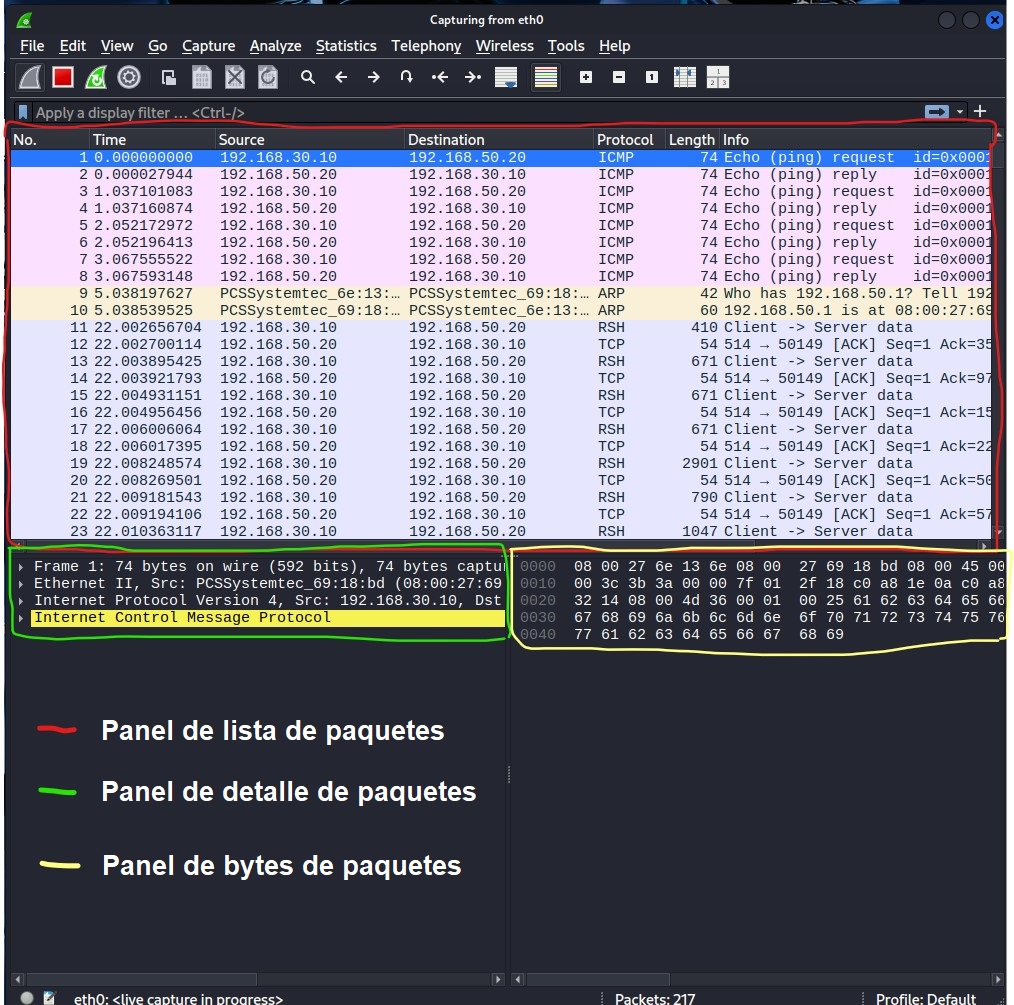 Capturing from eth0
File Edit View Go Capture Analyze Statistics Telephony Wireless Tools Help
Apply a display filter ... <Ctrl-/>
No. Time Source Destination Protocol Length Info
1 0.000000000 192.168.30.10 192.168.50.20 ICMP 74 Echo (ping) request id=0x0001
2 0.000027944 192.168.50.20 192.168.30.10 ICMP 74 Echo (ping) reply id=0x0001
3 1.037101083 192.168.30.10 192.168.50.20 ICMP 74 Echo (ping) request id=0x0001
4 1.037160874 192.168.50.20 192.168.30.10 ICMP 74 Echo (ping) reply id=0x0001
5 2.052172972 192.168.30.10 192.168.50.20 ICMP 74 Echo (ping) request id=0x0001
6 2.052196413 192.168.50.20 192.168.30.10 ICMP 74 Echo (ping) reply id=0x0001
7 3.067555522 192.168.30.10 192.168.50.20 ICMP 74 Echo (ping) request id=0x0001
8 3.067593148 192.168.50.20 192.168.30.10 ICMP 74 Echo (ping) reply id=0x0001
9 5.038197627 PCSSystemtec_6e:13:… PCSSystemtec_69:18:… ARP 42 Who has 192.168.50.1? Tell 192
10 5.038539525 PCSSystemtec_69:18:… PCSSystemtec_6e:13:… ARP 60 192.168.50.1 is at 08:00:27:69
11 22.002656704 192.168.30.10 192.168.50.20 RSH 410 Client -> Server data
12 22.002700114 192.168.50.20 192.168.30.10 TCP 54 514 → 50149 [ACK] Seq=1 Ack=35
13 22.003895425 192.168.30.10 192.168.50.20 RSH 671 Client -> Server data
14 22.003921793 192.168.50.20 192.168.30.10 TCP 54 514 → 50149 [ACK] Seq=1 Ack=97
15 22.004931151 192.168.30.10 192.168.50.20 RSH 671 Client -> Server data
16 22.004956456 192.168.50.20 192.168.30.10 TCP 54 514 → 50149 [ACK] Seq=1 Ack=15
17 22.006006064 192.168.30.10 192.168.50.20 RSH 671 Client -> Server data
18 22.006017395 192.168.50.20 192.168.30.10 TCP 54 514 → 50149 [ACK] Seq=1 Ack=22
19 22.008248574 192.168.30.10 192.168.50.20 RSH 2901 Client -> Server data
20 22.008269501 192.168.50.20 192.168.30.10 TCP 54 514 → 50149 [ACK] Seq=1 Ack=50
21 22.009181543 192.168.30.10 192.168.50.20 RSH 790 Client -> Server data
22 22.009194106 192.168.50.20 192.168.30.10 TCP 54 514 → 50149 [ACK] Seq=1 Ack=57
23 22.010363117 192.168.30.10 192.168.50.20 RSH 1047 Client -> Server data
Frame 1: 74 bytes on wire (592 bits), 74 bytes captu
Ethernet II, Src: PCSSystemtec_69:18:bd (08:00:27:69
Internet Protocol Version 4, Src: 192.168.30.10, Dst
Internet Control Message Protocol
0000 08 00 27 6e 13 6e 08 00 27 69 18 bd 08 00 45 00
0010 00 3c 3b 3a 00 00 7f 01 2f 18 c0 a8 1e 0a c0 a8
0020 32 14 08 00 4d 36 00 01 00 25 61 62 63 64 65 66
0030 67 68 69 6a 6b 6c 6d 6e 6f 70 71 72 73 74 75 76
0040 77 61 62 63 64 65 66 67 68 69
Panel de lista de paquetes
Panel de detalle de paquetes
Panel de bytes de paquetes
eth0: <live capture in progress> Packets: 217 Profile: Default